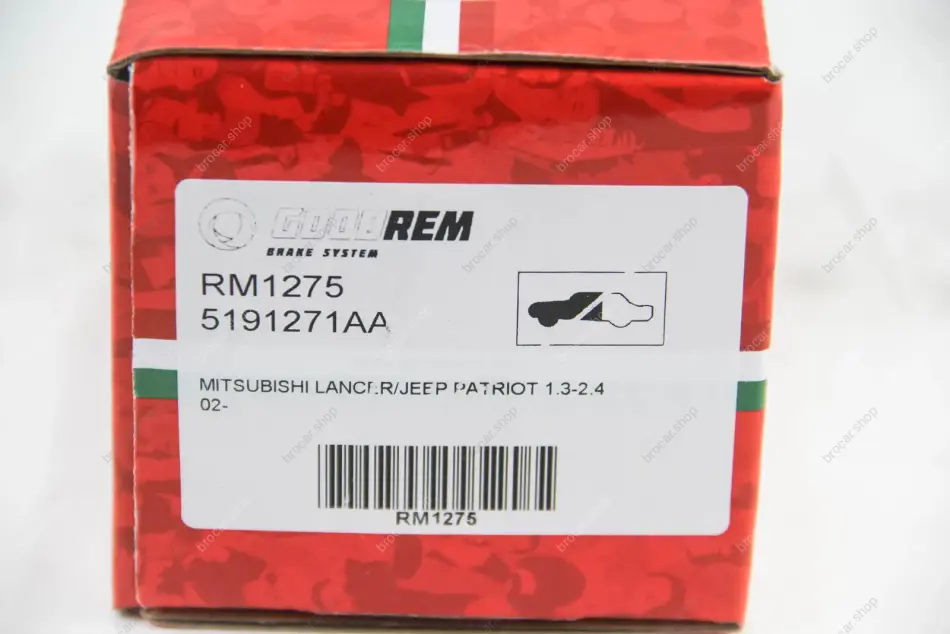 GOODREM
BRAKE SYSTEM
RM1275
5191271AA
MITSUBISHI LANCER/JEEP PATRIOT 1.3-2.4
02-
RM1275
brocar.shop